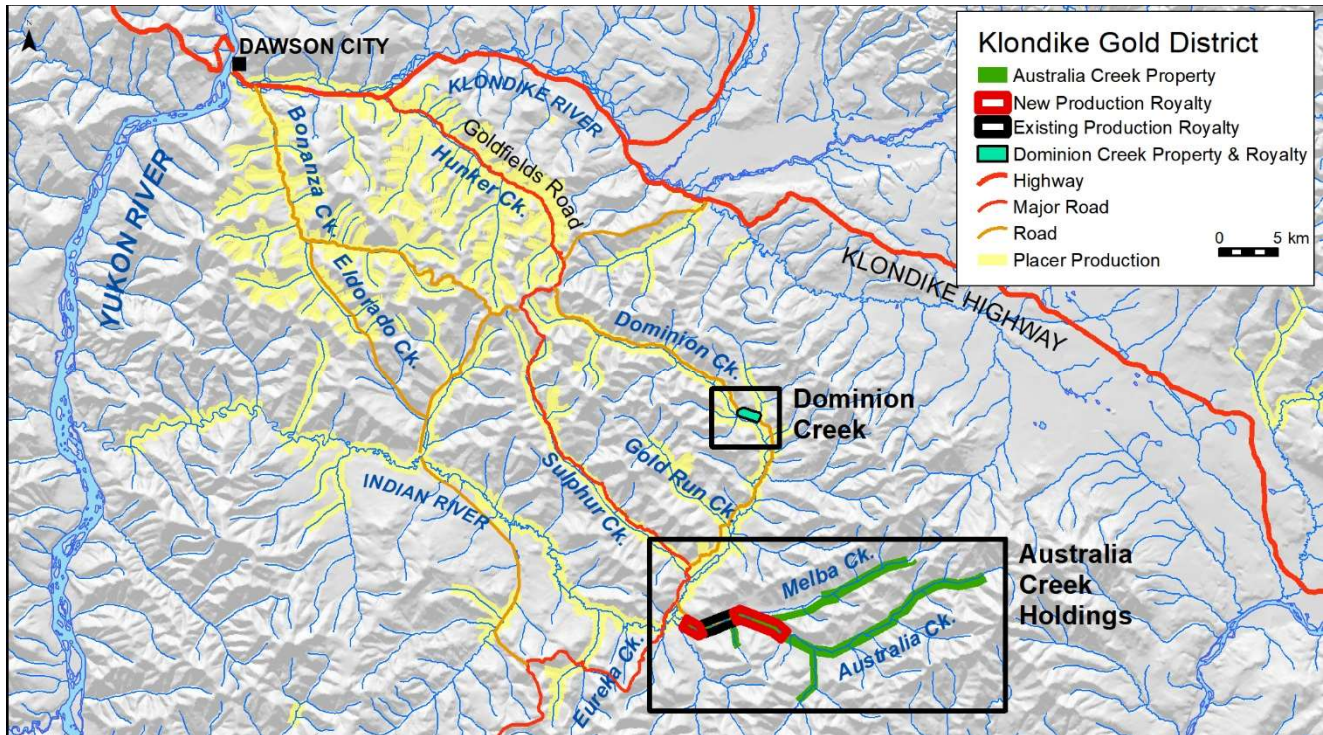 DAWSON CITY
KLONDIKE RIVER
Goldfields Road
Bonanza Ck.
Hunker Ck.
YUKON RIVER
Eldorado Ck.
KLONDIKE HIGHWAY
Dominion Ck.
Dominion
Creek
Gold Run Ck.
Sulphur Ck.
INDIAN RIVER
Australia
Creek
Holdings
Melba Ck.
Australia Ck.
Eureka Ck.
Klondike Gold District
Australia Creek Property
New Production Royalty
Existing Production Royalty
Dominion Creek Property & Royalty
Highway
Major Road
Road
Placer Production
0 5 km